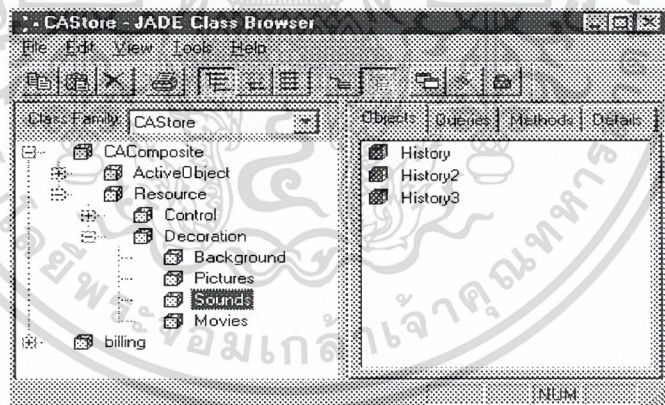 CAStore - JADE Class Browser
File Edit View Tools Help
Class Family: CAStore
Objects Queries Methods Details
CAComposite
ActiveObject
Resource
Control
Decoration
Background
Pictures
Sounds
Movies
billing
History
History2
History3
NUM